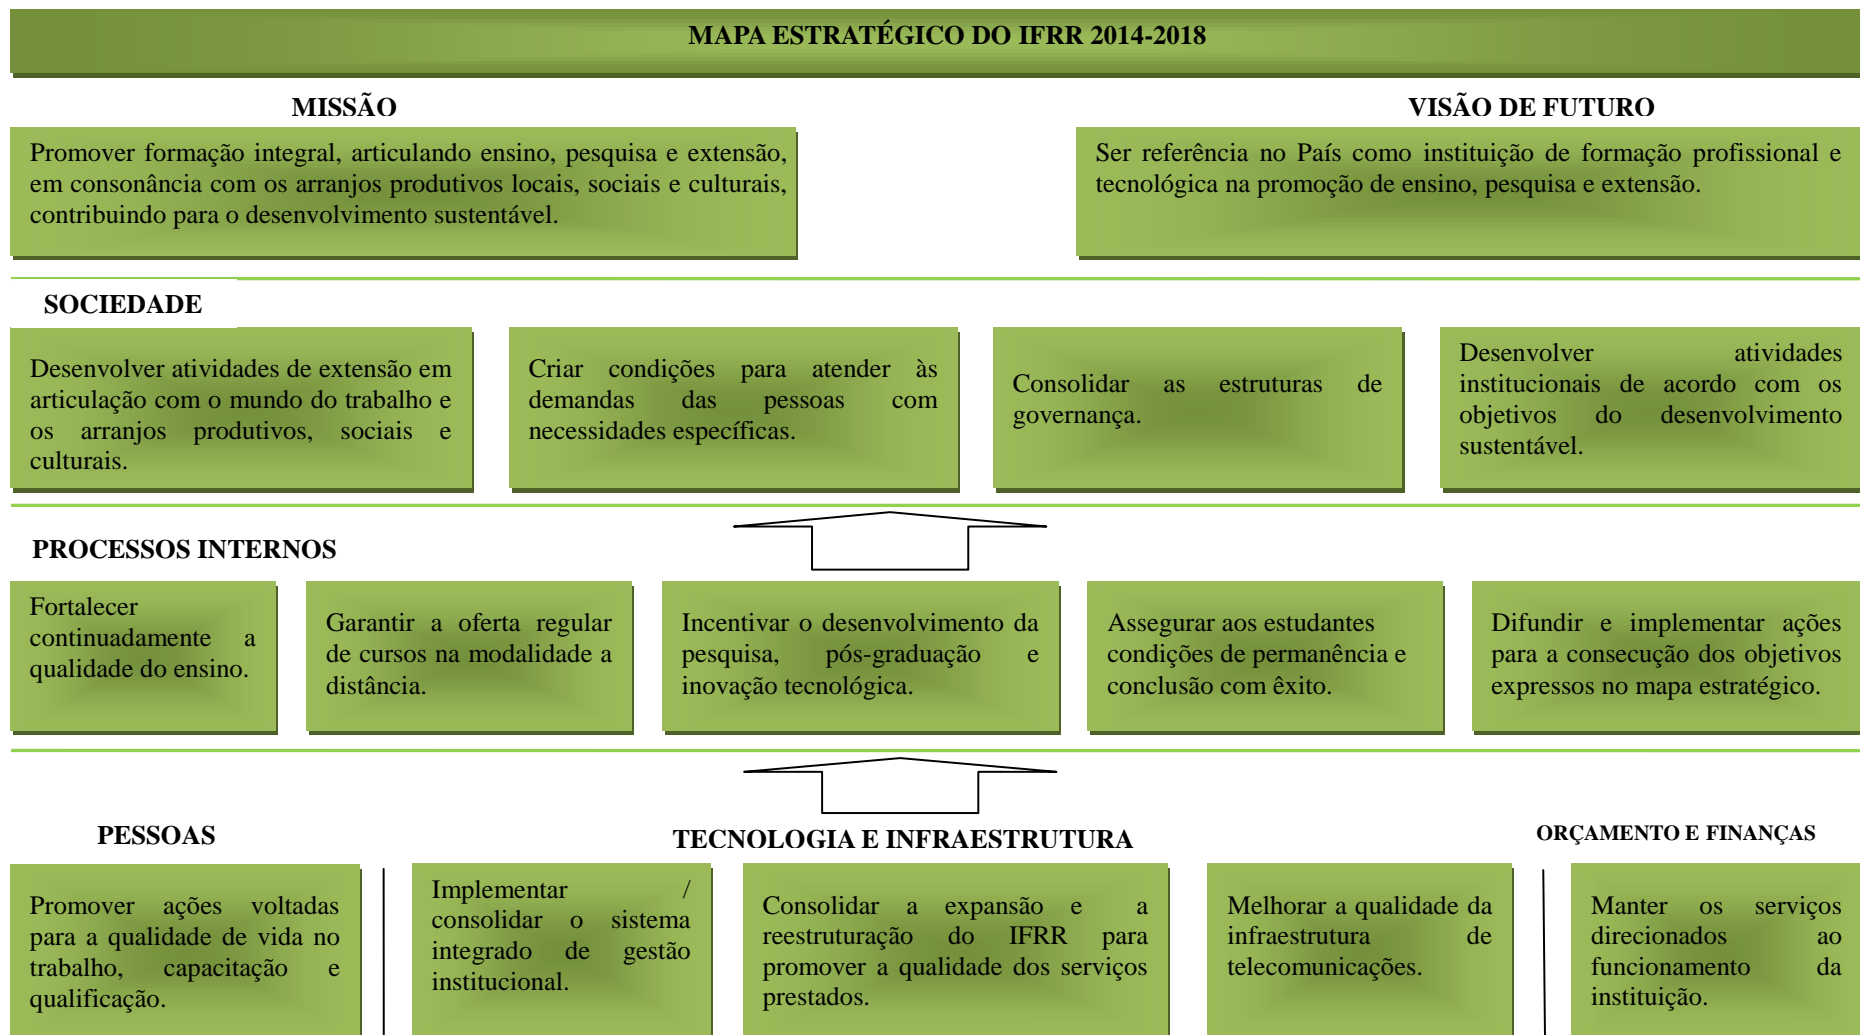 MAPA ESTRATÉGICO DO IFRR 2014-2018
MISSÃO
Promover formação integral, articulando ensino, pesquisa e extensão,
em consonância com os arranjos produtivos locais, sociais e culturais,
contribuindo para o desenvolvimento sustentável.
VISÃO DE FUTURO
Ser referência no País como instituição de formação profissional e
tecnológica na promoção de ensino, pesquisa e extensão.
SOCIEDADE
Desenvolver atividades de extensão em
articulação com o mundo do trabalho e
os arranjos produtivos, sociais e
culturais.
Criar condições para atender às
demandas das pessoas com
necessidades específicas.
Consolidar as estruturas de
governança.
Desenvolver atividades
institucionais de acordo com os
objetivos do desenvolvimento
sustentável.
PROCESSOS INTERNOS
Fortalecer
continuadamente a
qualidade do ensino.
Garantir a oferta regular
de cursos na modalidade a
distância.
Incentivar o desenvolvimento da
pesquisa, pós-graduação e
inovação tecnológica.
Assegurar aos estudantes
condições de permanência e
conclusão com êxito.
Difundir e implementar ações
para a consecução dos objetivos
expressos no mapa estratégico.
PESSOAS
Promover ações voltadas
para a qualidade de vida no
trabalho, capacitação e
qualificação.
TECNOLOGIA E INFRAESTRUTURA
Implementar /
consolidar o sistema
integrado de gestão
institucional.
Consolidar a expansão e a
reestruturação do IFRR para
promover a qualidade dos serviços
prestados.
Melhorar a qualidade da
infraestrutura de
telecomunicações.
ORÇAMENTO E FINANÇAS
Manter os serviços
direcionados ao
funcionamento da
instituição.